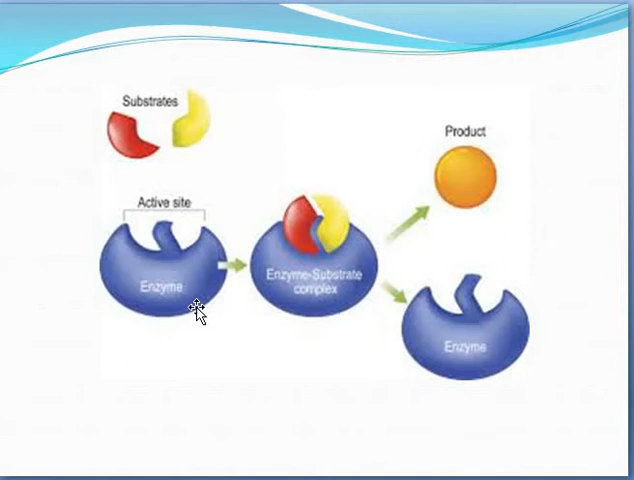 Substrates
Product
Active site
Enzyme
Enzyme-Substrate
complex
Enzyme